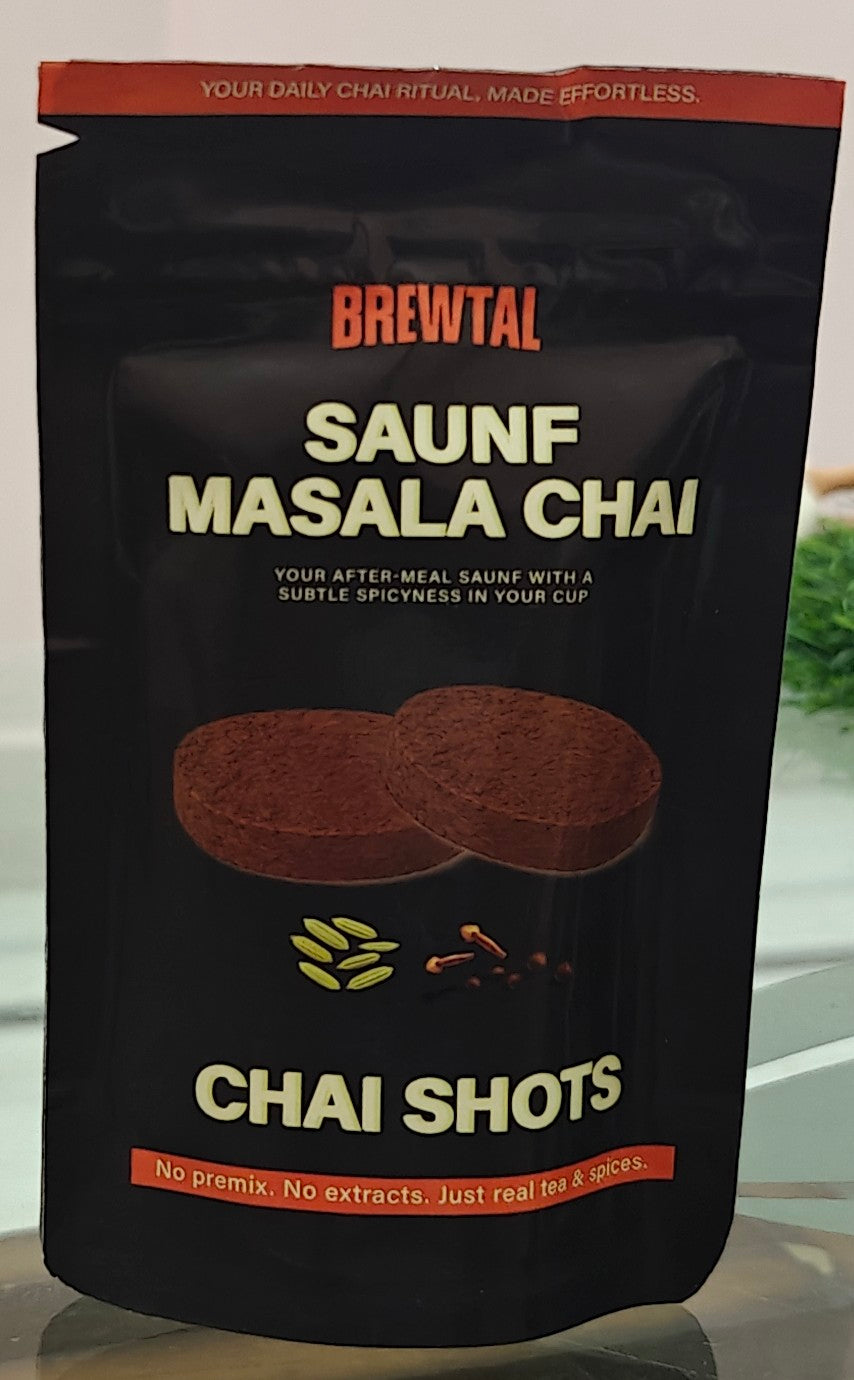 YOUR DAILY CHAI RITUAL, MADE EFFORTLESS.
BREWTAL
SAUNF
MASALA CHAI
YOUR AFTER-MEAL SAUNF WITH A
SUBTLE SPICYNESS IN YOUR CUP
CHAI SHOTS
No premix. No extracts. Just real tea & spices.